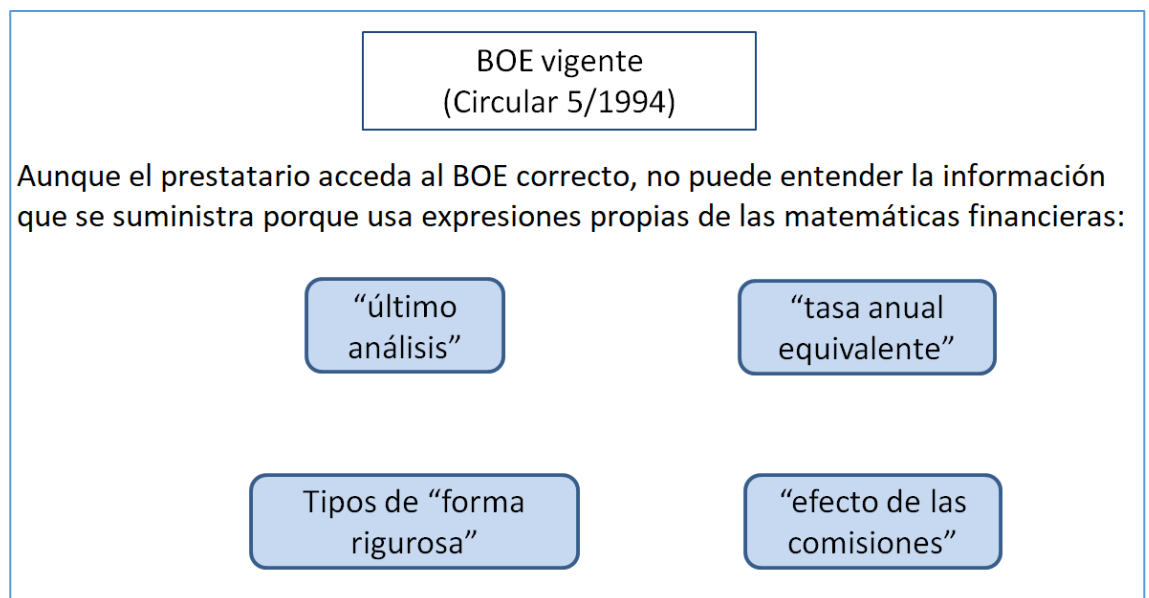 BOE vigente
(Circular 5/1994)
Aunque el prestatario acceda al BOE correcto, no puede entender la información
que se suministra porque usa expresiones propias de las matemáticas financieras:
“último
análisis”
“tasa anual
equivalente”
Tipos de “forma
rigurosa”
“efecto de las
comisiones”